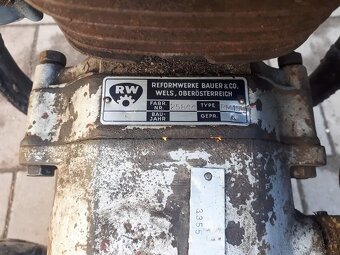 RW
REFORMWERKE BAUER & CO.
WELS, OBERÖSTERREICH
FABR. NR. TYPE
BAU- JAHR GEPR.
3355